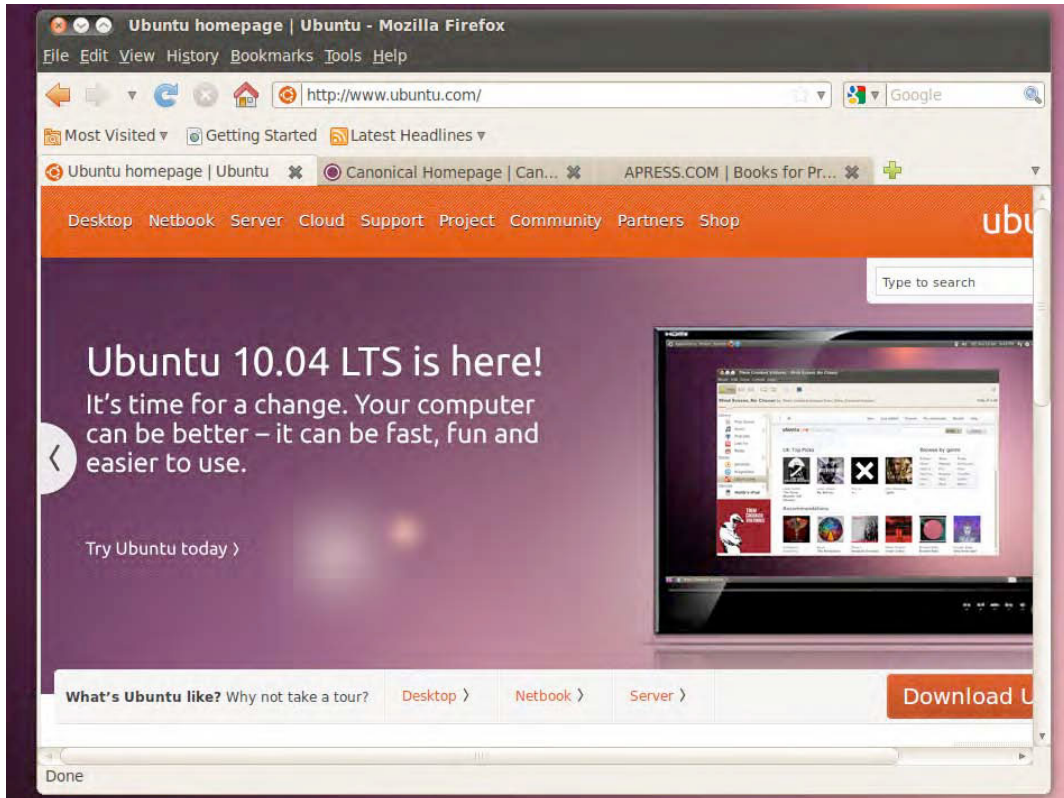 Ubuntu homepage | Ubuntu - Mozilla Firefox
File Edit View History Bookmarks Tools Help
http://www.ubuntu.com/
Google
Most Visited Getting Started Latest Headlines
Ubuntu homepage | Ubuntu
Canonical Homepage | Can...
APRESS.COM | Books for Pr...
Desktop Netbook Server Cloud Support Project Community Partners Shop
ubu
Type to search
Ubuntu 10.04 LTS is here!
It's time for a change. Your computer
can be better – it can be fast, fun and
easier to use.
Try Ubuntu today ⟩
What's Ubuntu like? Why not take a tour? Desktop ⟩ Netbook ⟩ Server ⟩
Download U
Done